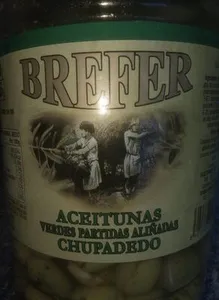 BREFER
ACEITUNAS
VERDES PARTIDAS ALIÑADAS
CHUPADEDO